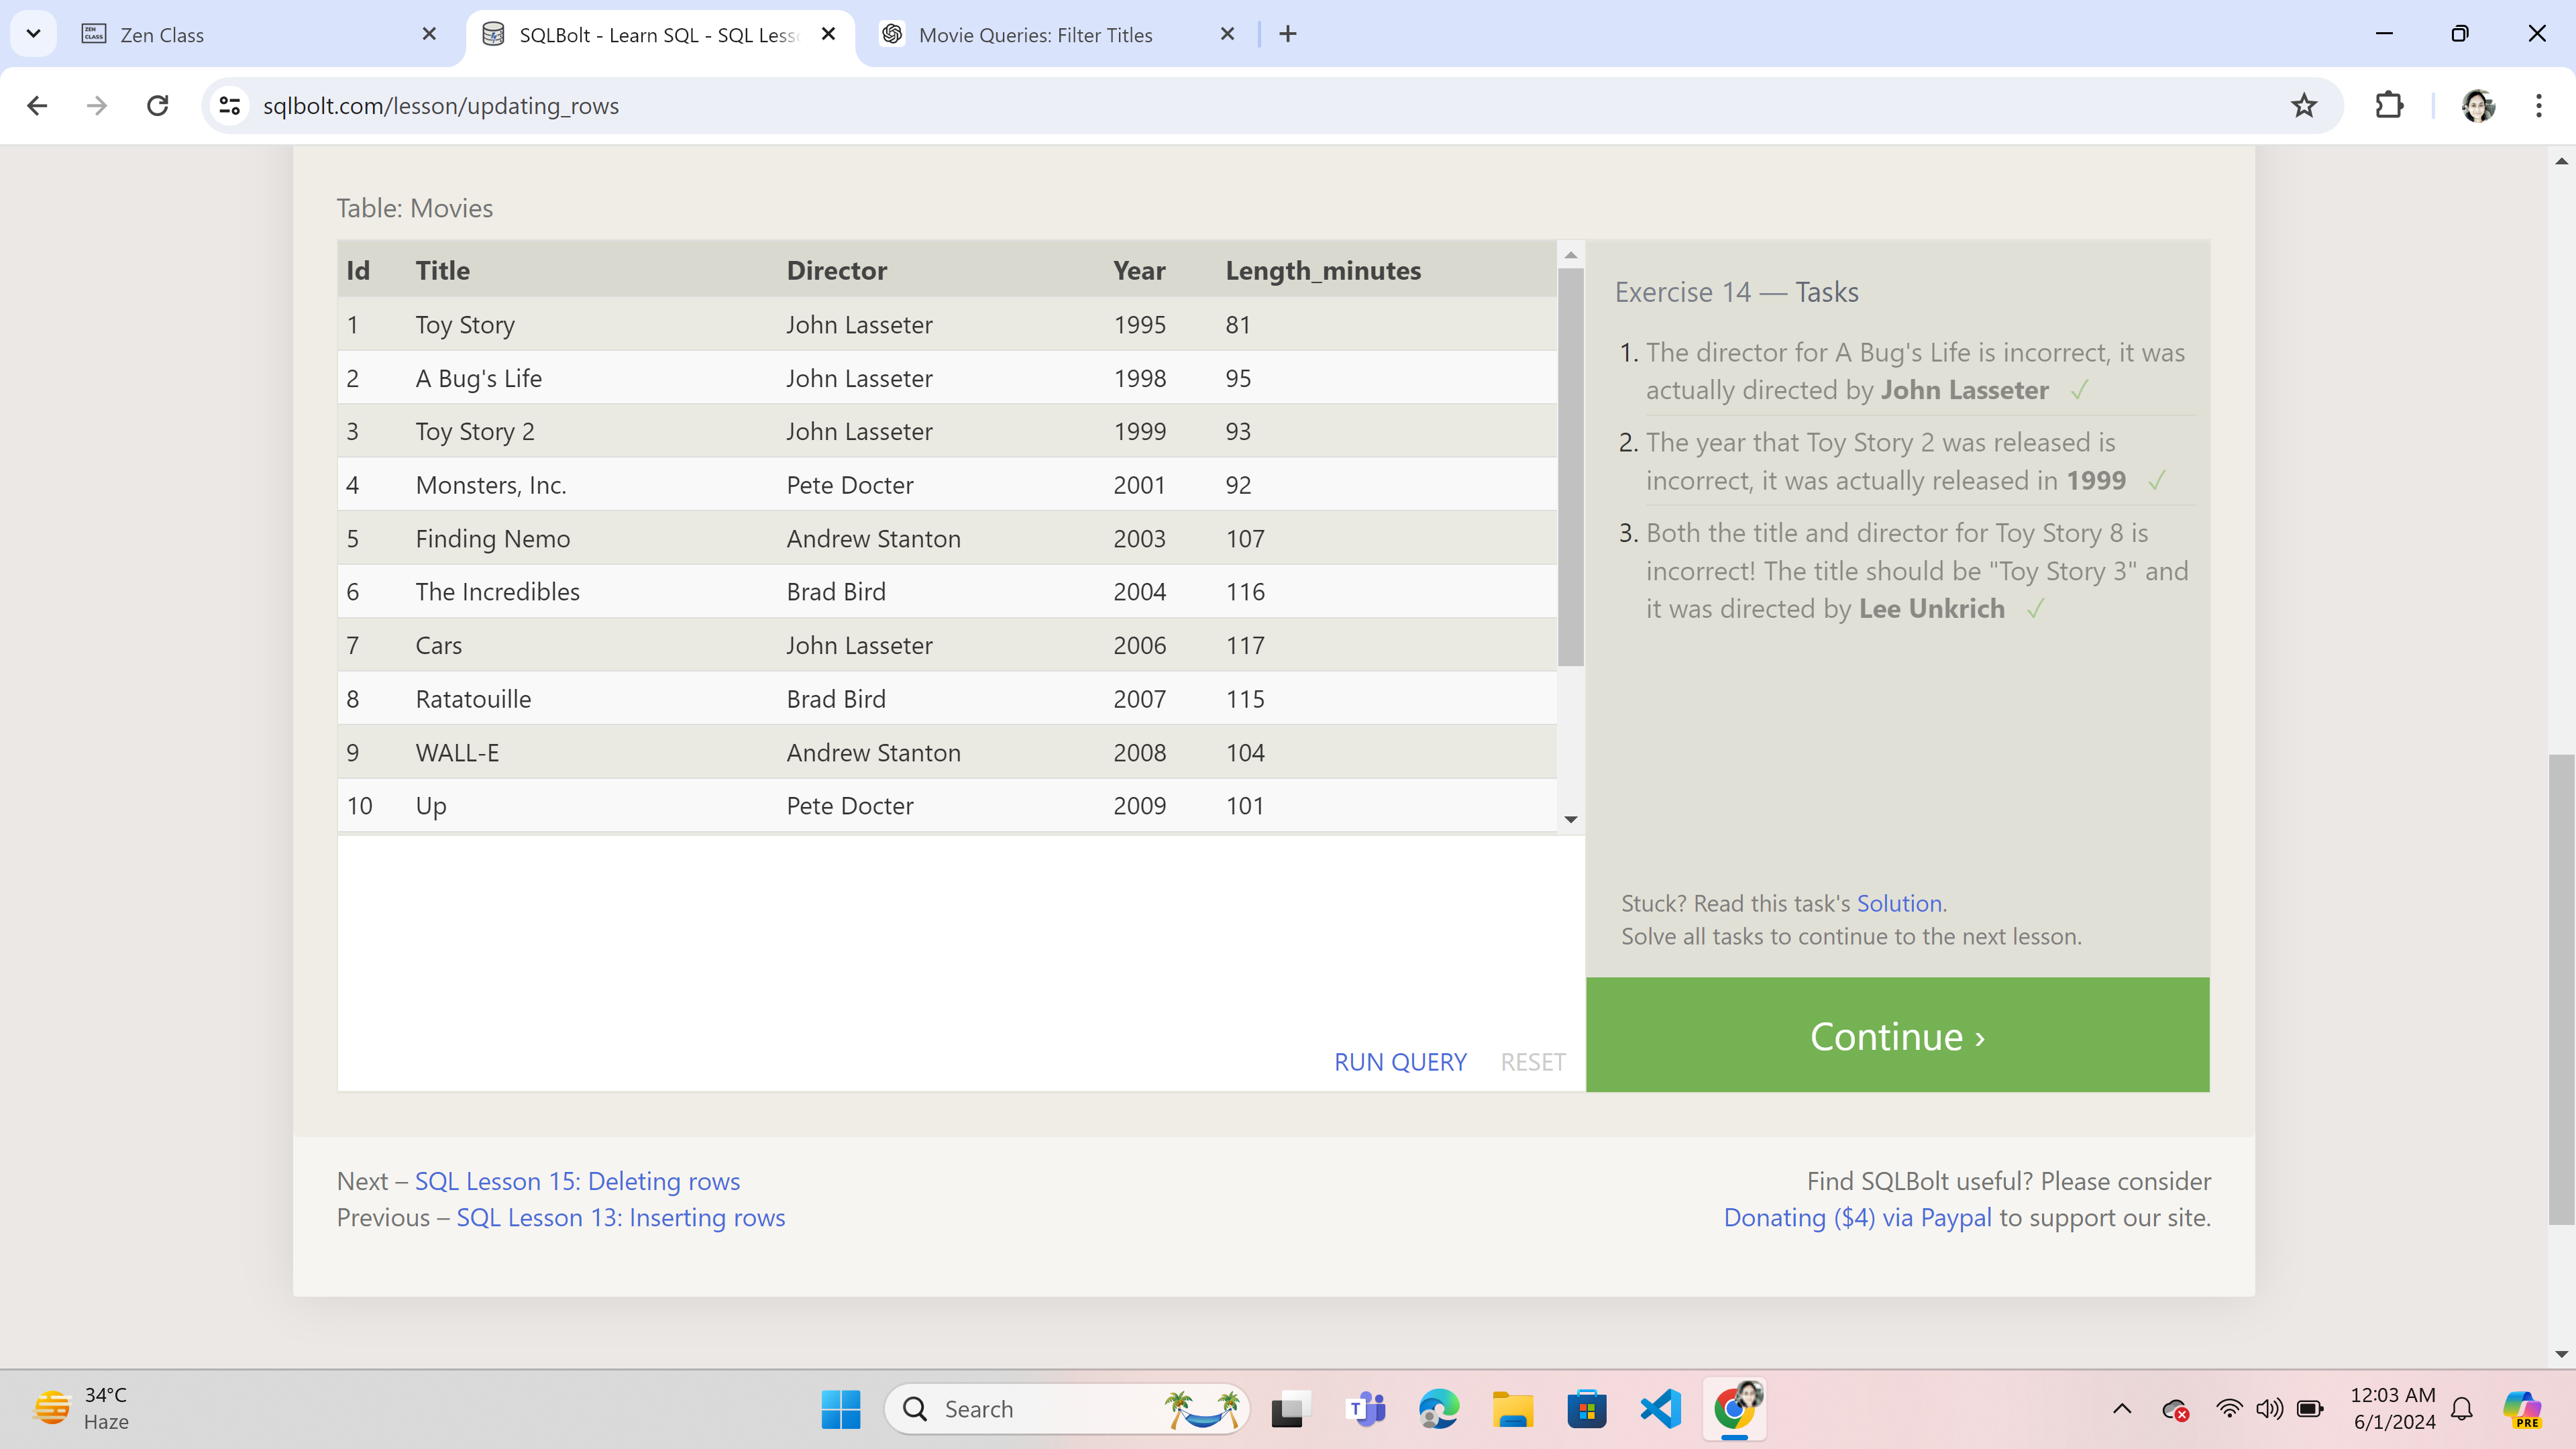 ZEN CLASS Zen Class
SQLBolt - Learn SQL - SQL Less
Movie Queries: Filter Titles
sqlbolt.com/lesson/updating_rows
Table: Movies
Id Title Director Year Length_minutes
1 Toy Story John Lasseter 1995 81
2 A Bug's Life John Lasseter 1998 95
3 Toy Story 2 John Lasseter 1999 93
4 Monsters, Inc. Pete Docter 2001 92
5 Finding Nemo Andrew Stanton 2003 107
6 The Incredibles Brad Bird 2004 116
7 Cars John Lasseter 2006 117
8 Ratatouille Brad Bird 2007 115
9 WALL-E Andrew Stanton 2008 104
10 Up Pete Docter 2009 101
RUN QUERY RESET
Exercise 14 — Tasks
1. The director for A Bug's Life is incorrect, it was
actually directed by John Lasseter ✓
2. The year that Toy Story 2 was released is
incorrect, it was actually released in 1999 ✓
3. Both the title and director for Toy Story 8 is
incorrect! The title should be "Toy Story 3" and
it was directed by Lee Unkrich ✓
Stuck? Read this task's Solution.
Solve all tasks to continue to the next lesson.
Continue ›
Next – SQL Lesson 15: Deleting rows
Previous – SQL Lesson 13: Inserting rows
Find SQLBolt useful? Please consider
Donating ($4) via Paypal to support our site.
34°C
Haze
Search
T
12:03 AM
6/1/2024
PRE